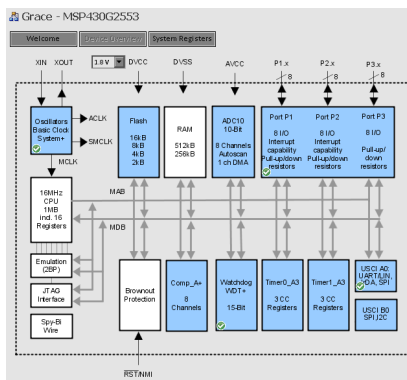 Grace - MSP430G2553
Welcome
Device Overview
System Registers
XIN XOUT 1.8 V DVCC DVSS AVCC P1.x P2.x P3.x
8 8 8
Oscillators
Basic Clock
System+
ACLK
SMCLK
MCLK
Flash
16kB
8kB
4kB
2kB
RAM
512kB
256kB
ADC10
10-Bit
8 Channels
Autoscan
1 ch DMA
Port P1
8 I/O
Interrupt
capability
Pull-up/down
resistors
Port P2
8 I/O
Interrupt
capability
Pull-up/down
resistors
Port P3
8 I/O
Pull-up/
down
resistors
16MHz
CPU
1MB
incl. 16
Registers
MAB
MDB
Emulation
(2BP)
JTAG
Interface
Spy-Bi
Wire
Brownout
Protection
Comp_A+
8
Channels
Watchdog
WDT+
15-Bit
Timer0_A3
3 CC
Registers
Timer1_A3
3 CC
Registers
USCI A0:
UART/LIN,
IrDA, SPI
USCI B0
SPI I2C
RST/NMI